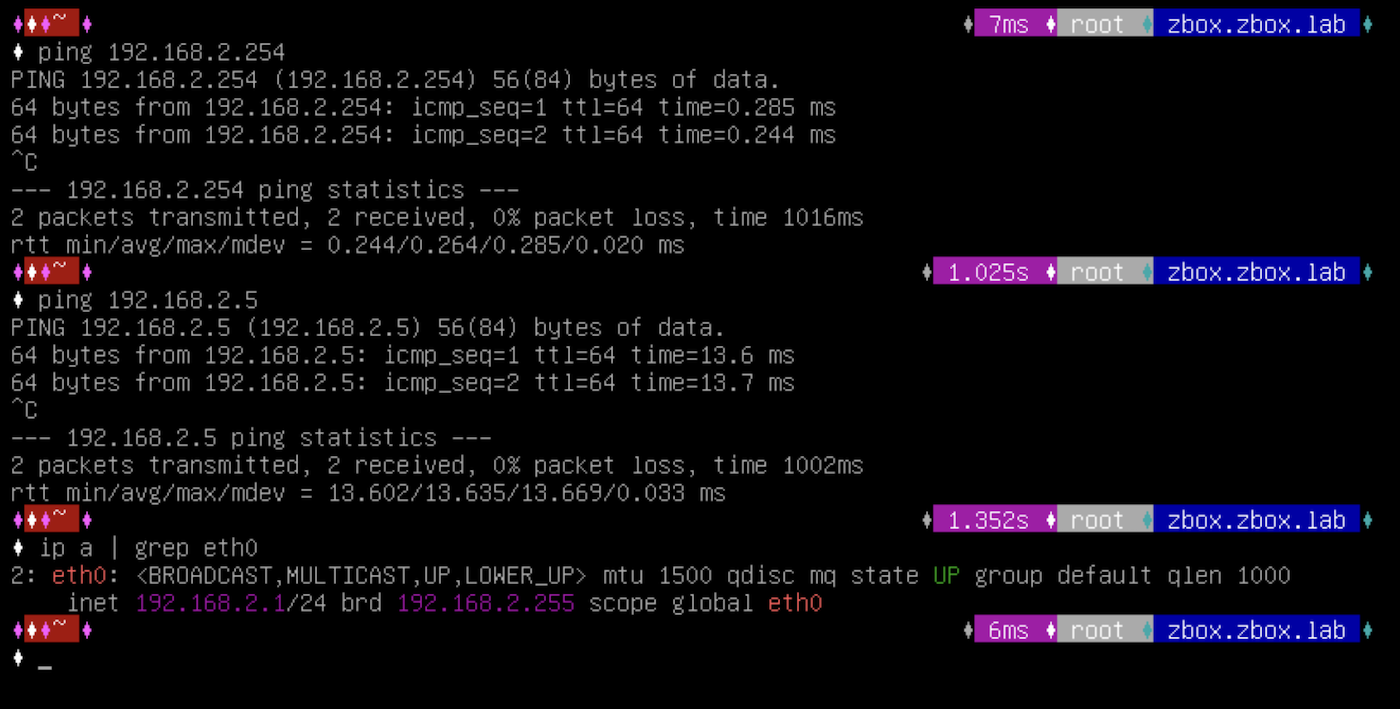 ~ 7ms root zbox.zbox.lab
ping 192.168.2.254
PING 192.168.2.254 (192.168.2.254) 56(84) bytes of data.
64 bytes from 192.168.2.254: icmp_seq=1 ttl=64 time=0.285 ms
64 bytes from 192.168.2.254: icmp_seq=2 ttl=64 time=0.244 ms
^C
--- 192.168.2.254 ping statistics ---
2 packets transmitted, 2 received, 0% packet loss, time 1016ms
rtt min/avg/max/mdev = 0.244/0.264/0.285/0.020 ms
~ 1.025s root zbox.zbox.lab
ping 192.168.2.5
PING 192.168.2.5 (192.168.2.5) 56(84) bytes of data.
64 bytes from 192.168.2.5: icmp_seq=1 ttl=64 time=13.6 ms
64 bytes from 192.168.2.5: icmp_seq=2 ttl=64 time=13.7 ms
^C
--- 192.168.2.5 ping statistics ---
2 packets transmitted, 2 received, 0% packet loss, time 1002ms
rtt min/avg/max/mdev = 13.602/13.635/13.669/0.033 ms
~ 1.352s root zbox.zbox.lab
ip a | grep eth0
2: eth0: <BROADCAST,MULTICAST,UP,LOWER_UP> mtu 1500 qdisc mq state UP group default qlen 1000
inet 192.168.2.1/24 brd 192.168.2.255 scope global eth0
~ 6ms root zbox.zbox.lab
_